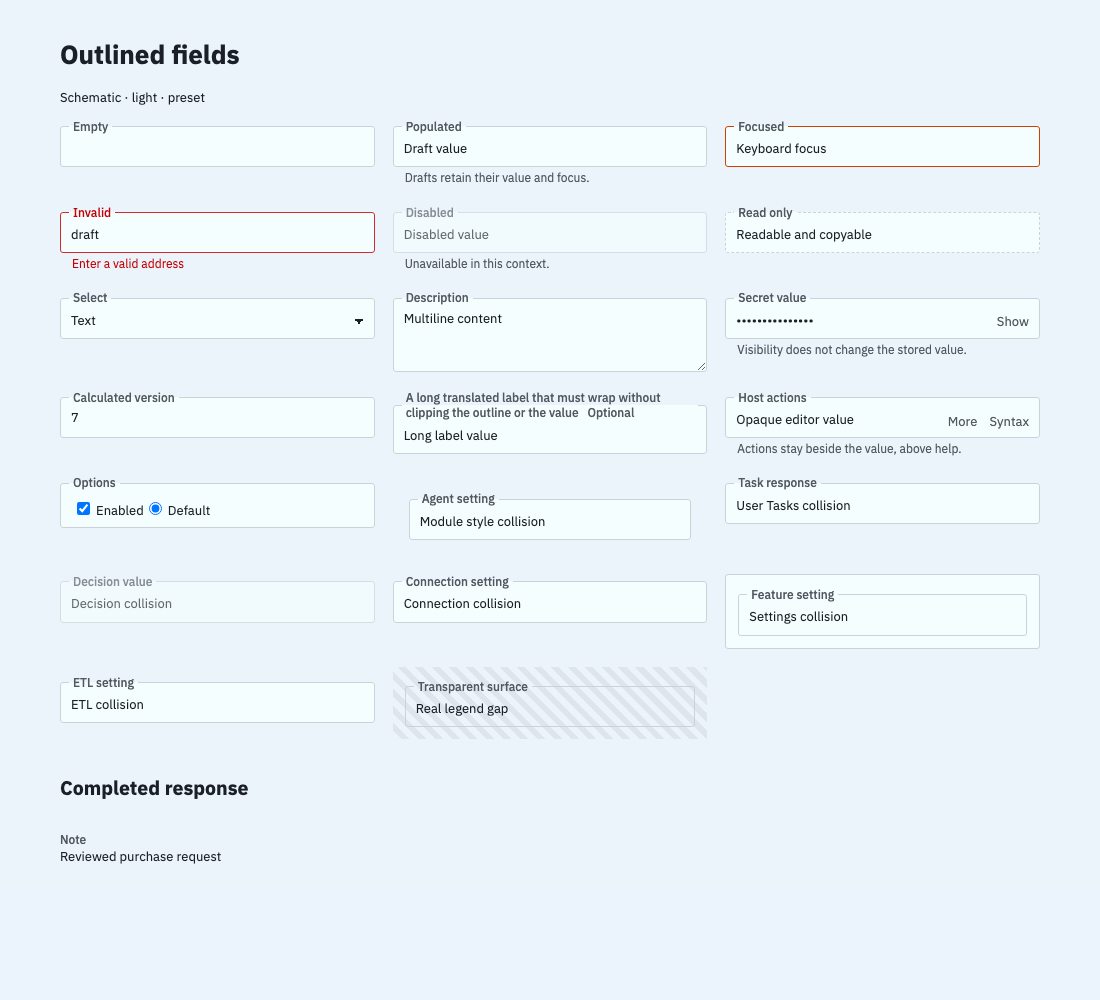 Outlined fields
Schematic · light · preset
Empty
Populated
Draft value
Drafts retain their value and focus.
Focused
Keyboard focus
Invalid
draft
Enter a valid address
Disabled
Disabled value
Unavailable in this context.
Read only
Readable and copyable
Select
Text
Description
Multiline content
Secret value
•••••••••••••••
Show
Visibility does not change the stored value.
Calculated version
7
A long translated label that must wrap without
clipping the outline or the value Optional
Long label value
Host actions
Opaque editor value
More Syntax
Actions stay beside the value, above help.
Options
Enabled Default
Agent setting
Module style collision
Task response
User Tasks collision
Decision value
Decision collision
Connection setting
Connection collision
Feature setting
Settings collision
ETL setting
ETL collision
Transparent surface
Real legend gap
Completed response
Note
Reviewed purchase request